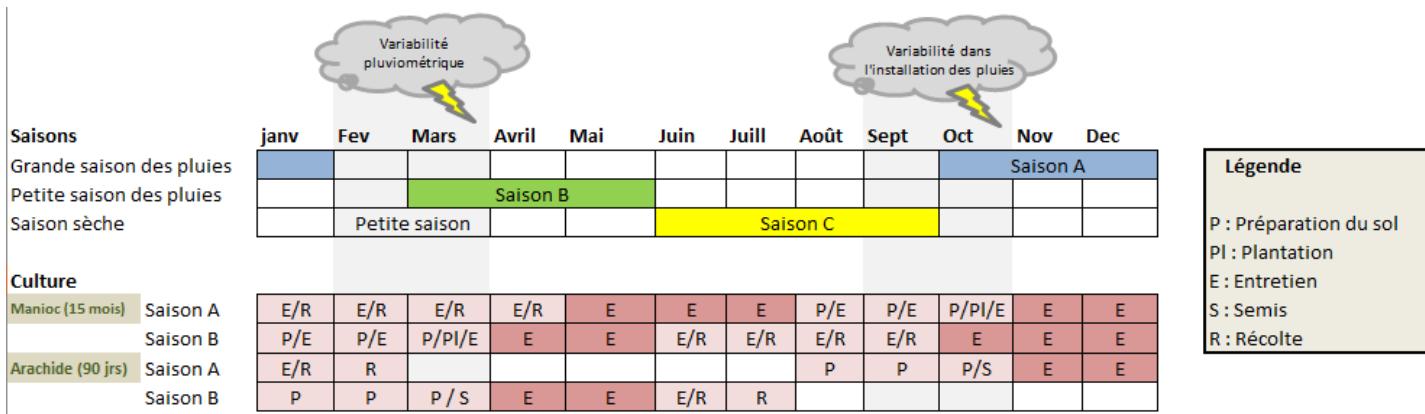 Variabilité
pluviométrique
Variabilité dans
l'installation des pluies
Saisons janv Fev Mars Avril Mai Juin Juill Août Sept Oct Nov Dec
Grande saison des pluies Saison A
Petite saison des pluies Saison B
Saison sèche Petite saison Saison C
Culture
Manioc (15 mois) Saison A E/R E/R E/R E/R E E E P/E P/E P/Pl/E E E
Saison B P/E P/E P/Pl/E E E E/R E/R E/R E/R E E E
Arachide (90 jrs) Saison A E/R R P P P/S E E
Saison B P P P / S E E E/R R
Légende
P : Préparation du sol
Pl : Plantation
E : Entretien
S : Semis
R : Récolte